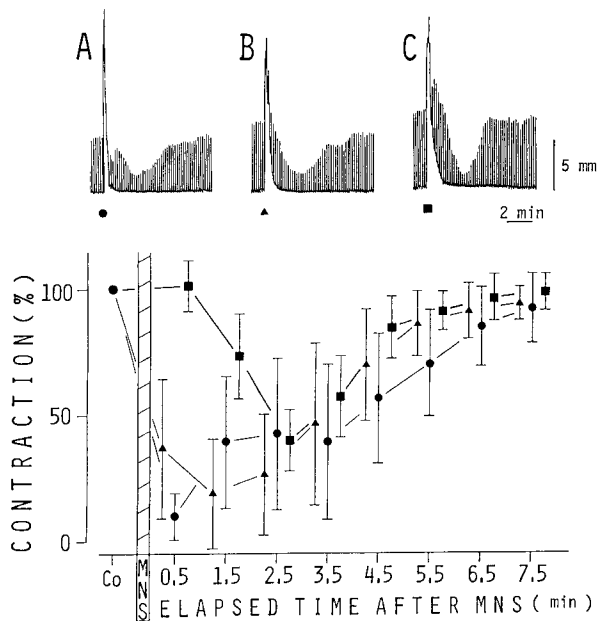 A
B
C
5 mm
2 min
CONTRACTION(%)
100
50
0
Co
MNS
0,5
1,5
2,5
3,5
4,5
5,5
6,5
7,5
ELAPSED TIME AFTER MNS(min)